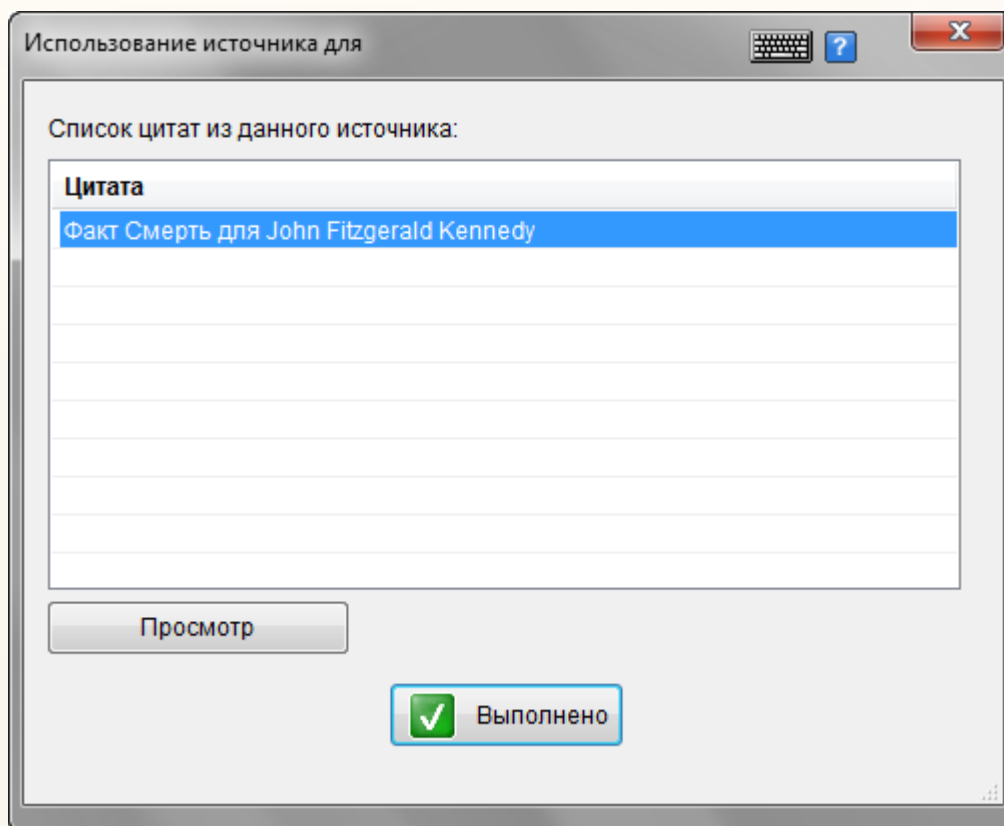 Использование источника для
?
Список цитат из данного источника:
Цитата
Факт Смерть для John Fitzgerald Kennedy
Просмотр
Выполнено